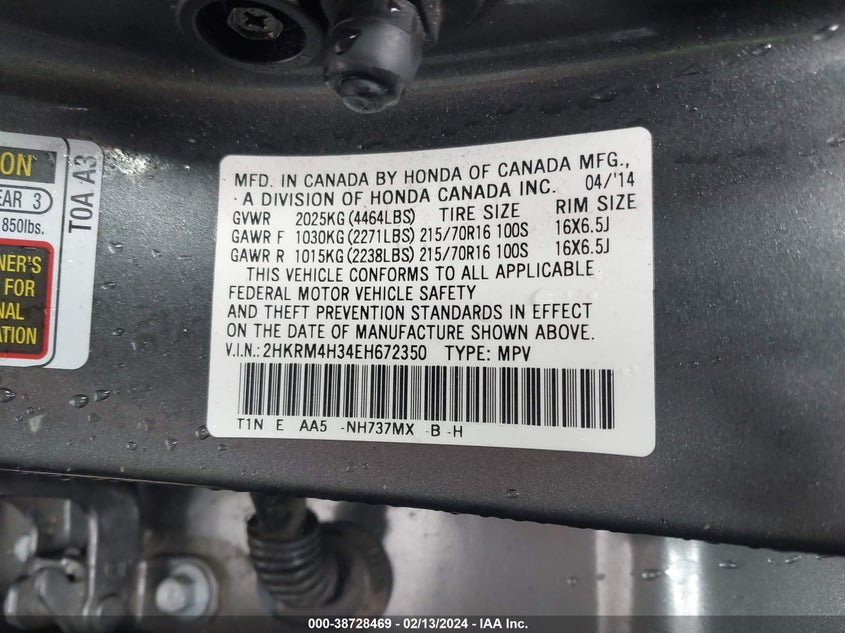 ON
EAR 3
850lbs.
NER'S
FOR
NAL
ATION
T0A A3
MFD. IN CANADA BY HONDA OF CANADA MFG.,
A DIVISION OF HONDA CANADA INC. 04/'14
GVWR 2025KG (4464LBS) TIRE SIZE RIM SIZE
GAWR F 1030KG (2271LBS) 215/70R16 100S 16X6.5J
GAWR R 1015KG (2238LBS) 215/70R16 100S 16X6.5J
THIS VEHICLE CONFORMS TO ALL APPLICABLE
FEDERAL MOTOR VEHICLE SAFETY
AND THEFT PREVENTION STANDARDS IN EFFECT
ON THE DATE OF MANUFACTURE SHOWN ABOVE.
V.I.N.: 2HKRM4H34EH672350 TYPE: MPV
T1N E AA5 -NH737MX -B -H
000-38728469 - 02/13/2024 - IAA Inc.